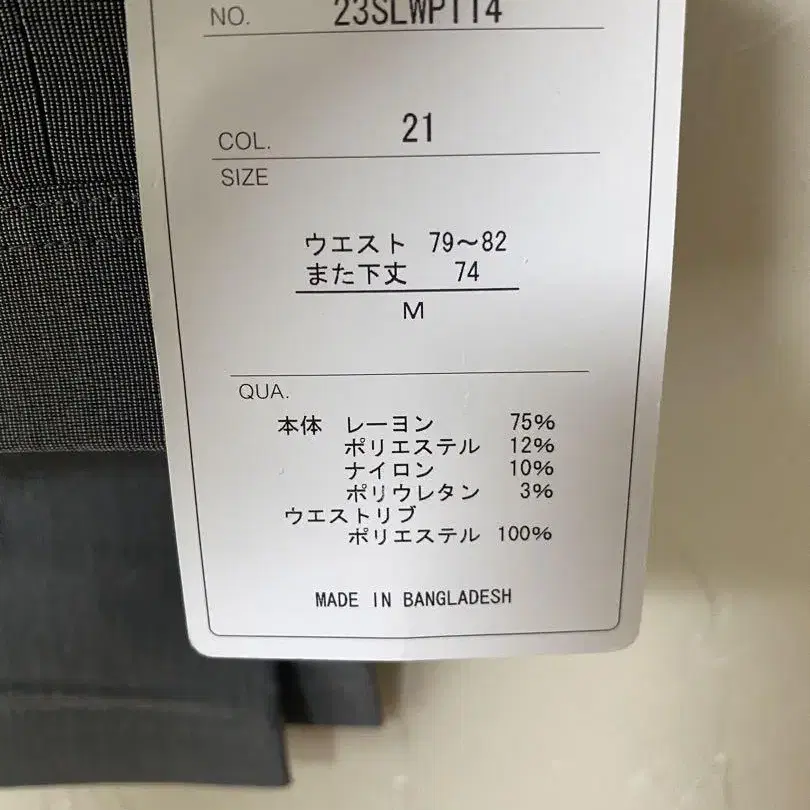 NO. 23SLWP114
COL. 21
SIZE
ウエスト 79～82
また下丈 74
M
QUA.
本体 レーヨン 75%
ポリエステル 12%
ナイロン 10%
ポリウレタン 3%
ウエストリブ
ポリエステル 100%
MADE IN BANGLADESH